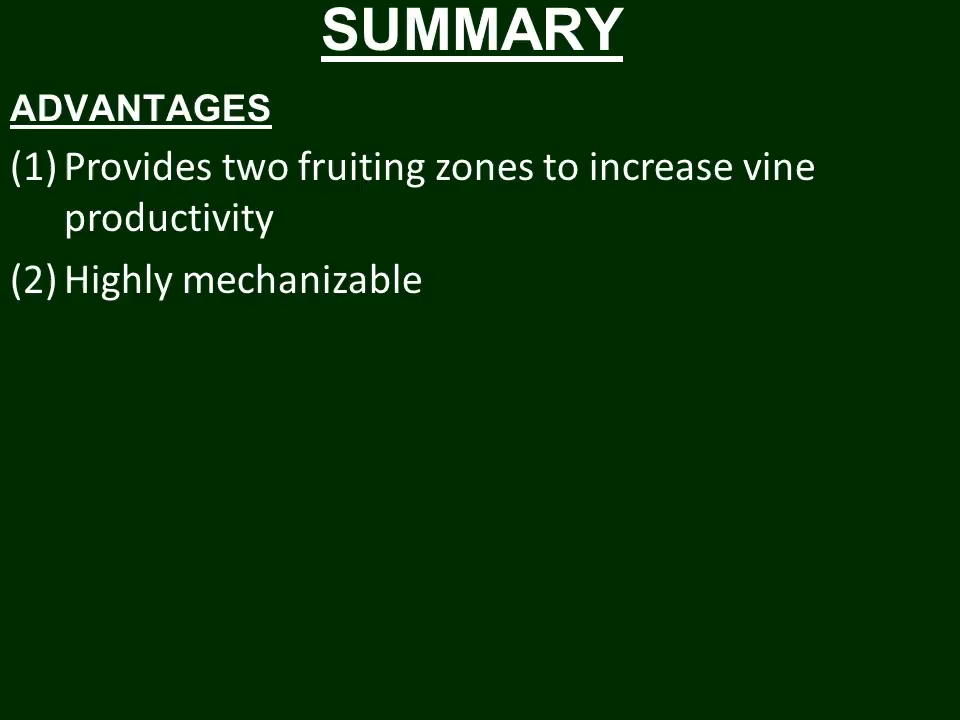 SUMMARY
ADVANTAGES
(1) Provides two fruiting zones to increase vine
productivity
(2) Highly mechanizable